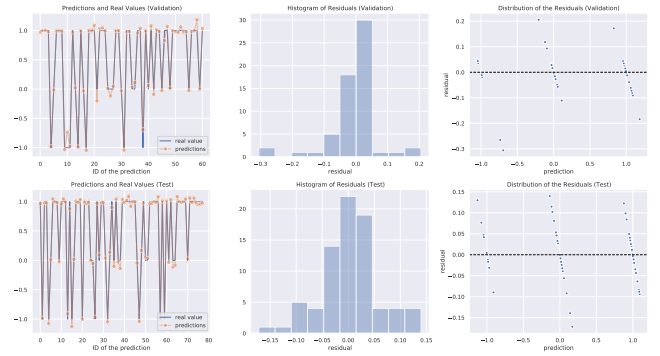 Predictions and Real Values (Validation)
1.0
0.5
0.0
−0.5
−1.0
real value
predictions
0 10 20 30 40 50 60
ID of the prediction
Histogram of Residuals (Validation)
30
25
20
15
10
5
0
−0.3 −0.2 −0.1 0.0 0.1 0.2
residual
Distribution of the Residuals (Validation)
residual
0.2
0.1
0.0
−0.1
−0.2
−0.3
−1.0 −0.5 0.0 0.5 1.0
prediction
Predictions and Real Values (Test)
1.0
0.5
0.0
−0.5
−1.0
real value
predictions
0 10 20 30 40 50 60 70 80
ID of the prediction
Histogram of Residuals (Test)
20
15
10
5
0
−0.15 −0.10 −0.05 0.00 0.05 0.10 0.15
residual
Distribution of the Residuals (Test)
residual
0.15
0.10
0.05
0.00
−0.05
−0.10
−0.15
−1.0 −0.5 0.0 0.5 1.0
prediction